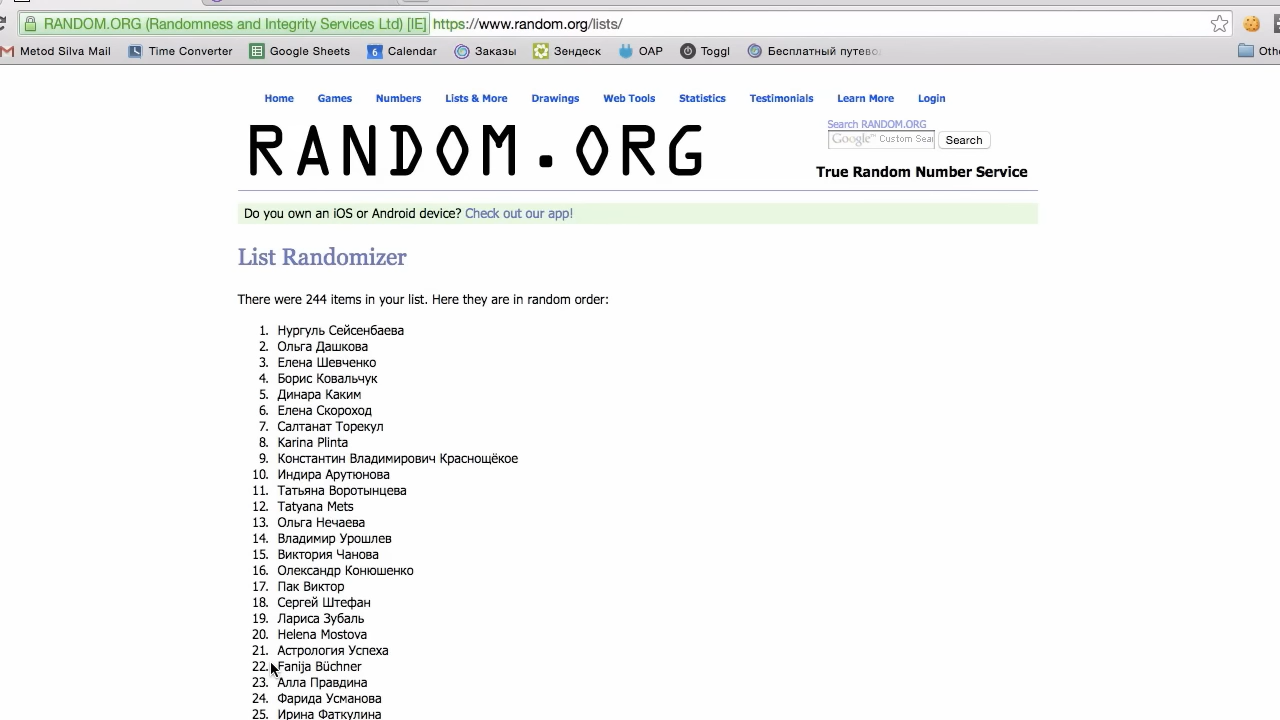 RANDOM.ORG (Randomness and Integrity Services Ltd) [IE] https://www.random.org/lists/
Metod Silva Mail Time Converter Google Sheets 6 Calendar Заказы Зендеск OAP Toggl Бесплатный
Home Games Numbers Lists & More Drawings Web Tools Statistics Testimonials Learn More Login
RANDOM.ORG
Search RANDOM.ORG
Google™ Custom Search
True Random Number Service
Do you own an iOS or Android device? Check out our app!
List Randomizer
There were 244 items in your list. Here they are in random order:
1. Нургуль Сейсенбаева
2. Ольга Дашкова
3. Елена Шевченко
4. Борис Ковальчук
5. Динара Каким
6. Елена Скороход
7. Салтанат Торекул
8. Karina Plinta
9. Константин Владимирович Краснощёкое
10. Индира Арутюнова
11. Татьяна Воротынцева
12. Tatyana Mets
13. Ольга Нечаева
14. Владимир Урошлев
15. Виктория Чанова
16. Олександр Конюшенко
17. Пак Виктор
18. Сергей Штефан
19. Лариса Зубаль
20. Helena Mostova
21. Астрология Успеха
22. Fanija Büchner
23. Алла Правдина
24. Фарида Усманова
25. Ирина Фаткулина